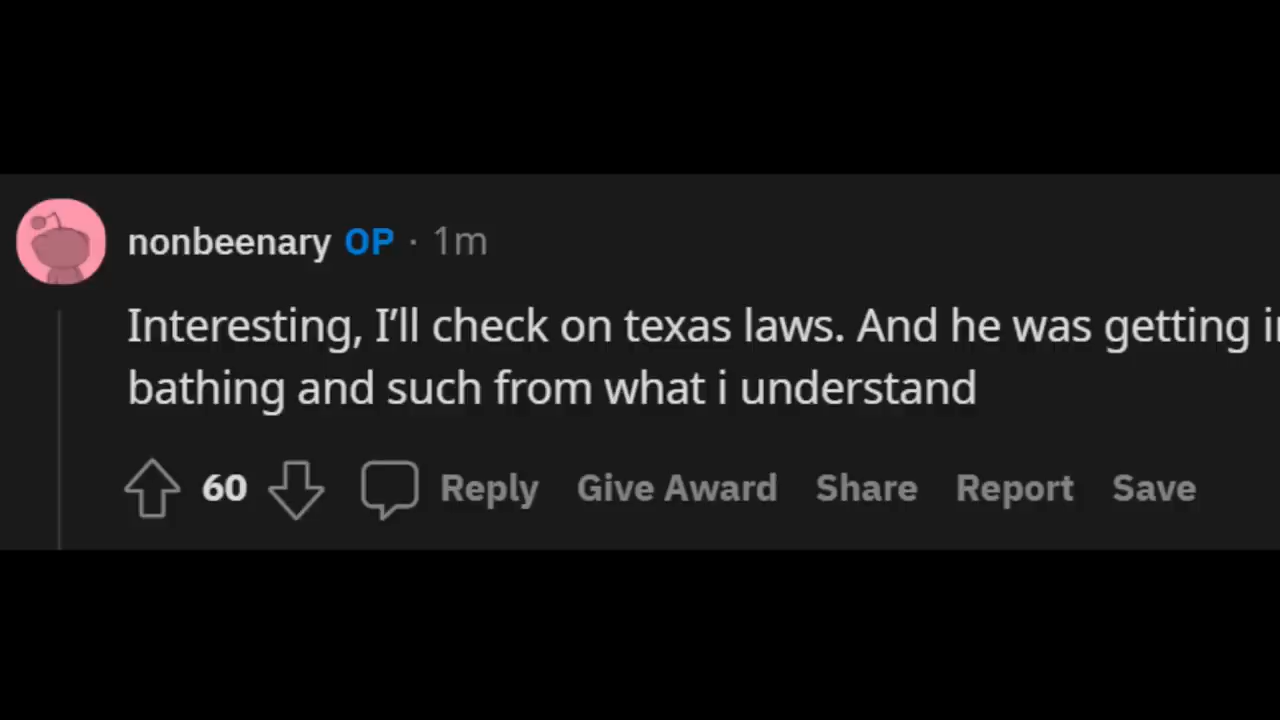 nonbeenary OP · 1m
Interesting, I’ll check on texas laws. And he was getting
bathing and such from what i understand
60 Reply Give Award Share Report Save